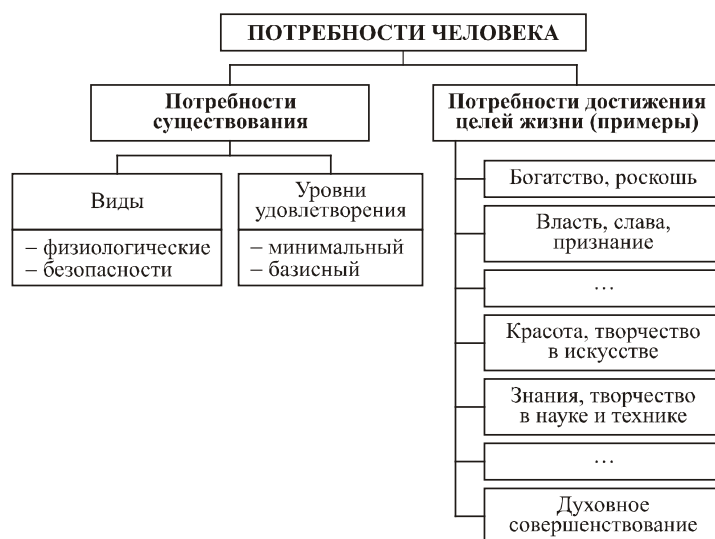 ПОТРЕБНОСТИ ЧЕЛОВЕКА
Потребности
существования
Виды
– физиологические
– безопасности
Уровни
удовлетворения
– минимальный
– базисный
Потребности достижения
целей жизни (примеры)
Богатство, роскошь
Власть, слава,
признание
…
Красота, творчество
в искусстве
Знания, творчество
в науке и технике
…
Духовное
совершенствование